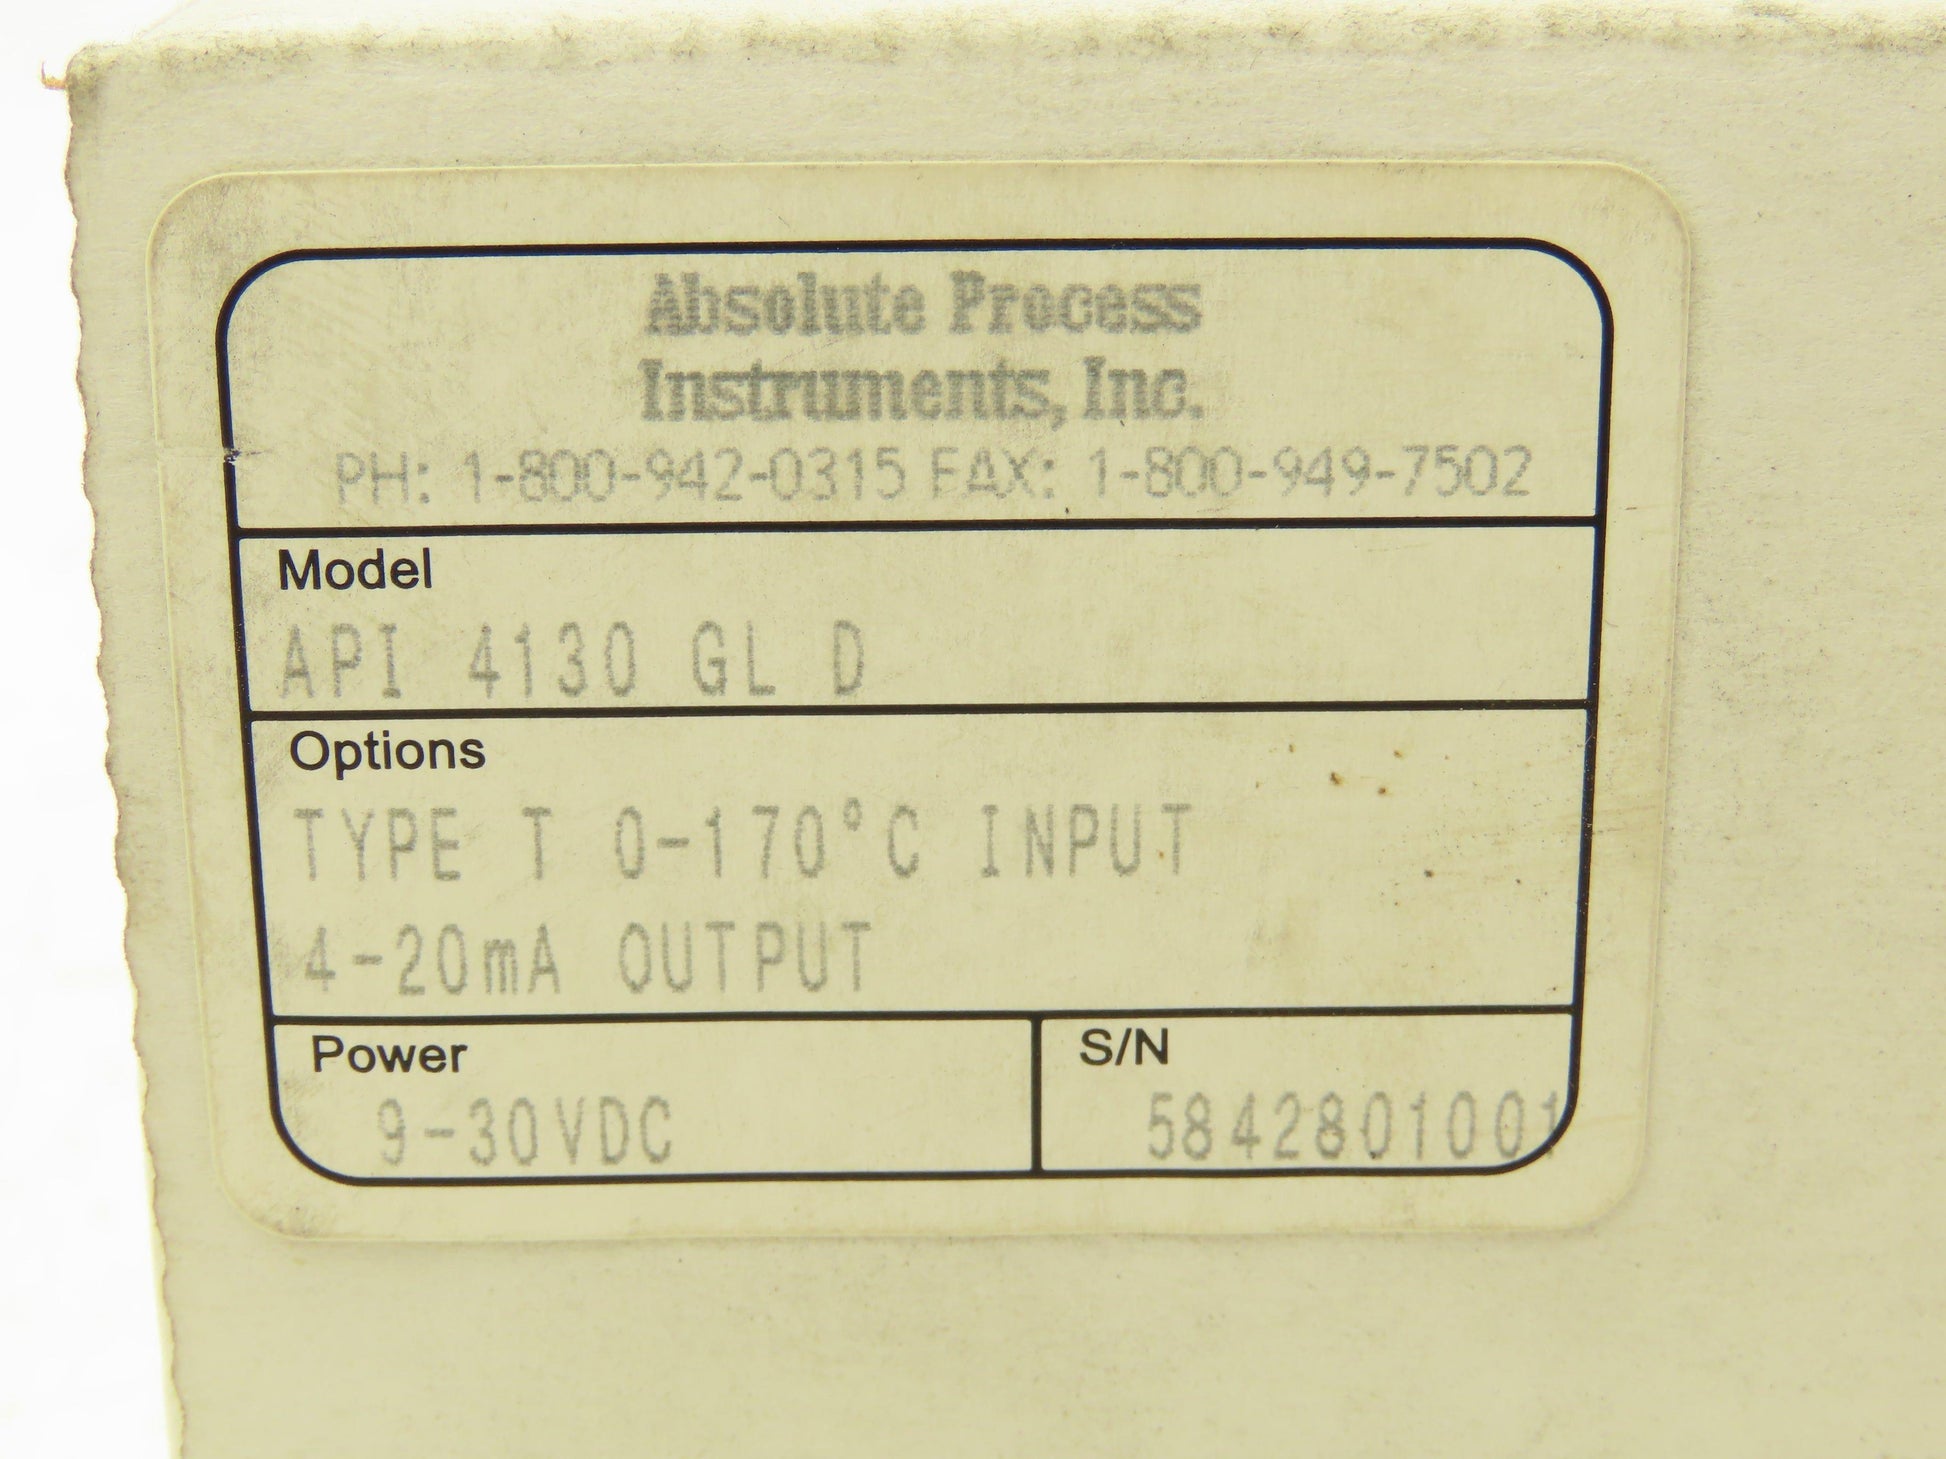 Absolute Process
Instruments, Inc.
PH: 1-800-942-0315 FAX: 1-800-949-7502
Model
API 4130 GL D
Options
TYPE T 0-170°C INPUT
4-20mA OUTPUT
Power
9-30VDC
S/N
5842801001